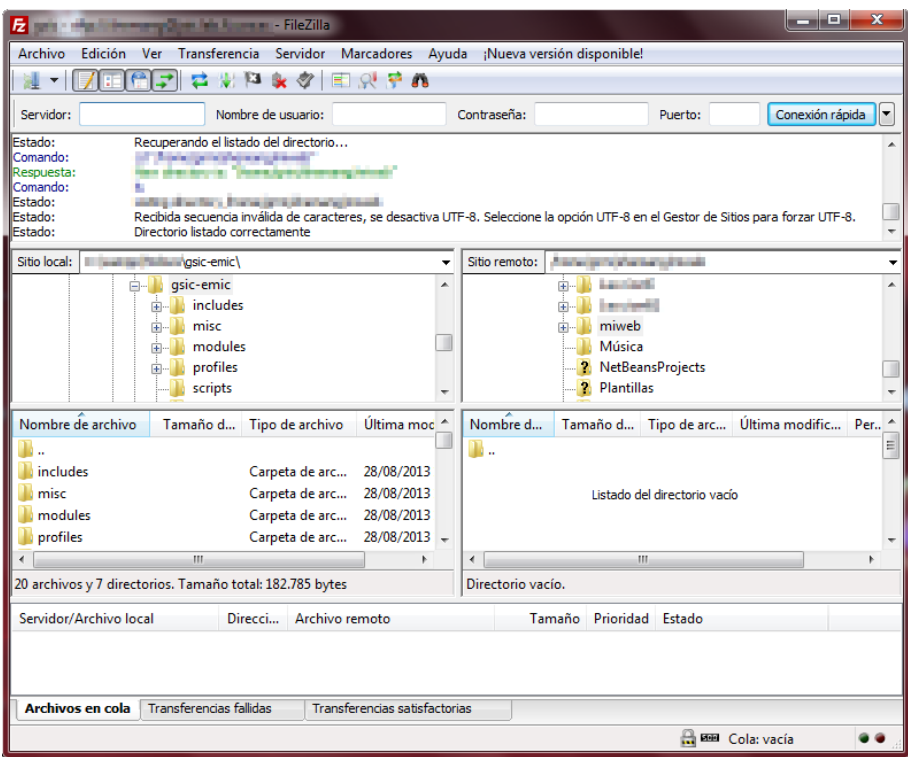 - FileZilla
Archivo Edición Ver Transferencia Servidor Marcadores Ayuda ¡Nueva versión disponible!
Servidor: Nombre de usuario: Contraseña: Puerto: Conexión rápida
Estado: Recuperando el listado del directorio...
Comando:
Respuesta:
Comando:
Estado:
Estado: Recibida secuencia inválida de caracteres, se desactiva UTF-8. Seleccione la opción UTF-8 en el Gestor de Sitios para forzar UTF-8.
Estado: Directorio listado correctamente
Sitio local: \gsic-emic\
gsic-emic
includes
misc
modules
profiles
scripts
Sitio remoto:
miweb
Música
NetBeansProjects
Plantillas
Nombre de archivo Tamaño d... Tipo de archivo Última moc
..
includes Carpeta de arc... 28/08/2013
misc Carpeta de arc... 28/08/2013
modules Carpeta de arc... 28/08/2013
profiles Carpeta de arc... 28/08/2013
20 archivos y 7 directorios. Tamaño total: 182.785 bytes
Nombre d... Tamaño d... Tipo de arc... Última modific... Per...
..
Listado del directorio vacío
Directorio vacío.
Servidor/Archivo local Direcci... Archivo remoto Tamaño Prioridad Estado
Archivos en cola Transferencias fallidas Transferencias satisfactorias
Cola: vacía